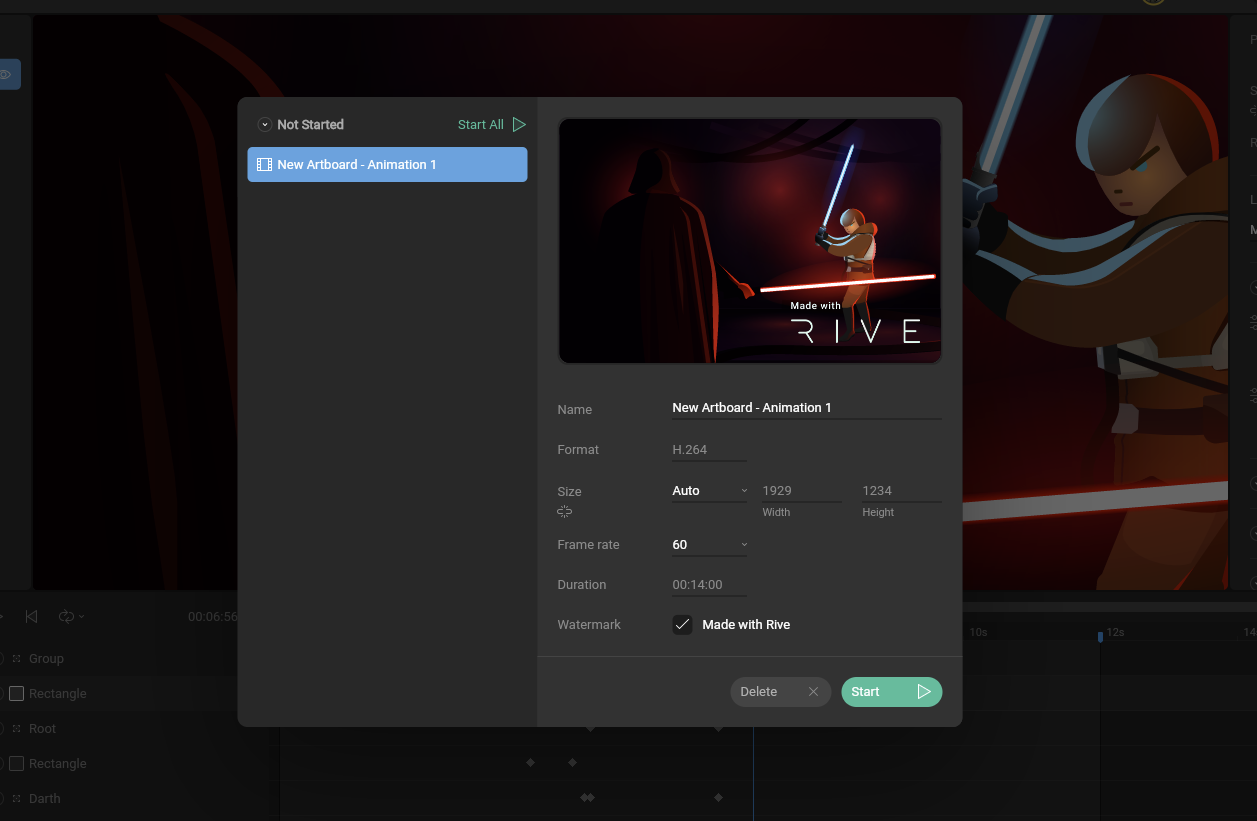 Not Started
Start All
New Artboard - Animation 1
Made with
RIVE
Name
New Artboard - Animation 1
Format
H.264
Size
Auto
1929
1234
Width
Height
Frame rate
60
Duration
00:14:00
Watermark
Made with Rive
Delete
Start
00:06:56
10s
12s
Group
Rectangle
Root
Rectangle
Darth